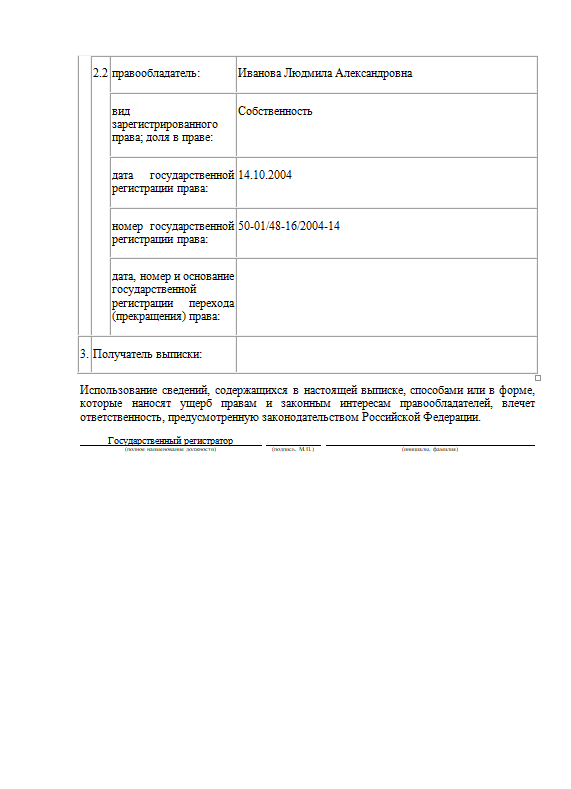 2.2 правообладатель: Иванова Людмила Александровна
вид
зарегистрированного
права; доля в праве:
Собственность
дата государственной
регистрации права:
14.10.2004
номер государственной
регистрации права:
50-01/48-16/2004-14
дата, номер и основание
государственной
регистрации перехода
(прекращения) права:
3. Получатель выписки:
Использование сведений, содержащихся в настоящей выписке, способами или в форме,
которые наносят ущерб правам и законным интересам правообладателей, влечет
ответственность, предусмотренную законодательством Российской Федерации.
Государственный регистратор
(полное наименование должности) (подпись, М.П.) (инициалы, фамилия)